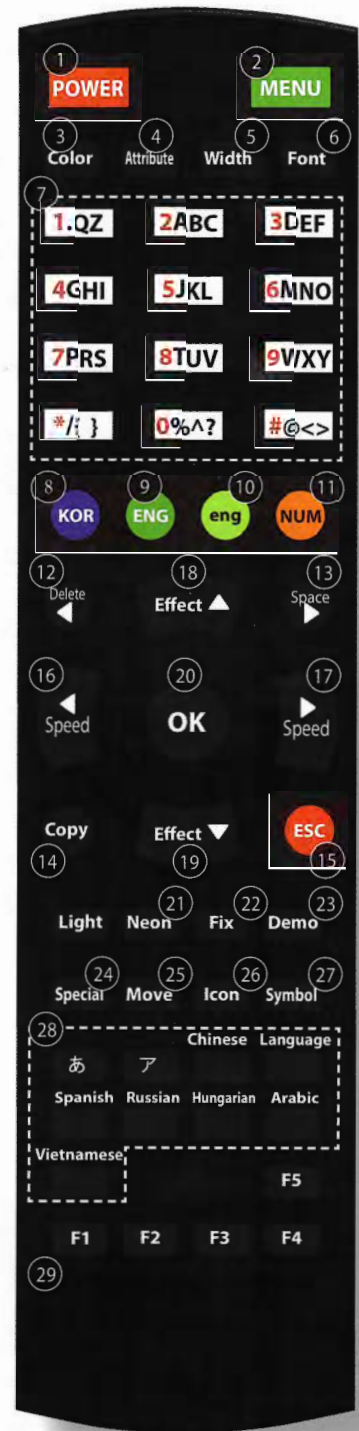 1 2
POWER MENU
3 4 5 6
Color Attribute Width Font
7
1.QZ 2ABC 3DEF
4GHI 5JKL 6MNO
7PRS 8TUV 9WXY
*/{ } 0%^? #©<>
8 9 10 11
KOR ENG eng NUM
12 18 13
Delete Effect ▲ Space
◀ ▶
16 20 17
◀ ▶
Speed OK Speed
Copy Effect ▼ ESC
14 19 15
21 22 23
Light Neon Fix Demo
24 25 26 27
Special Move Icon Symbol
28
Chinese Language
あ ア
Spanish Russian Hungarian Arabic
Vietnamese
F5
F1 F2 F3 F4
29